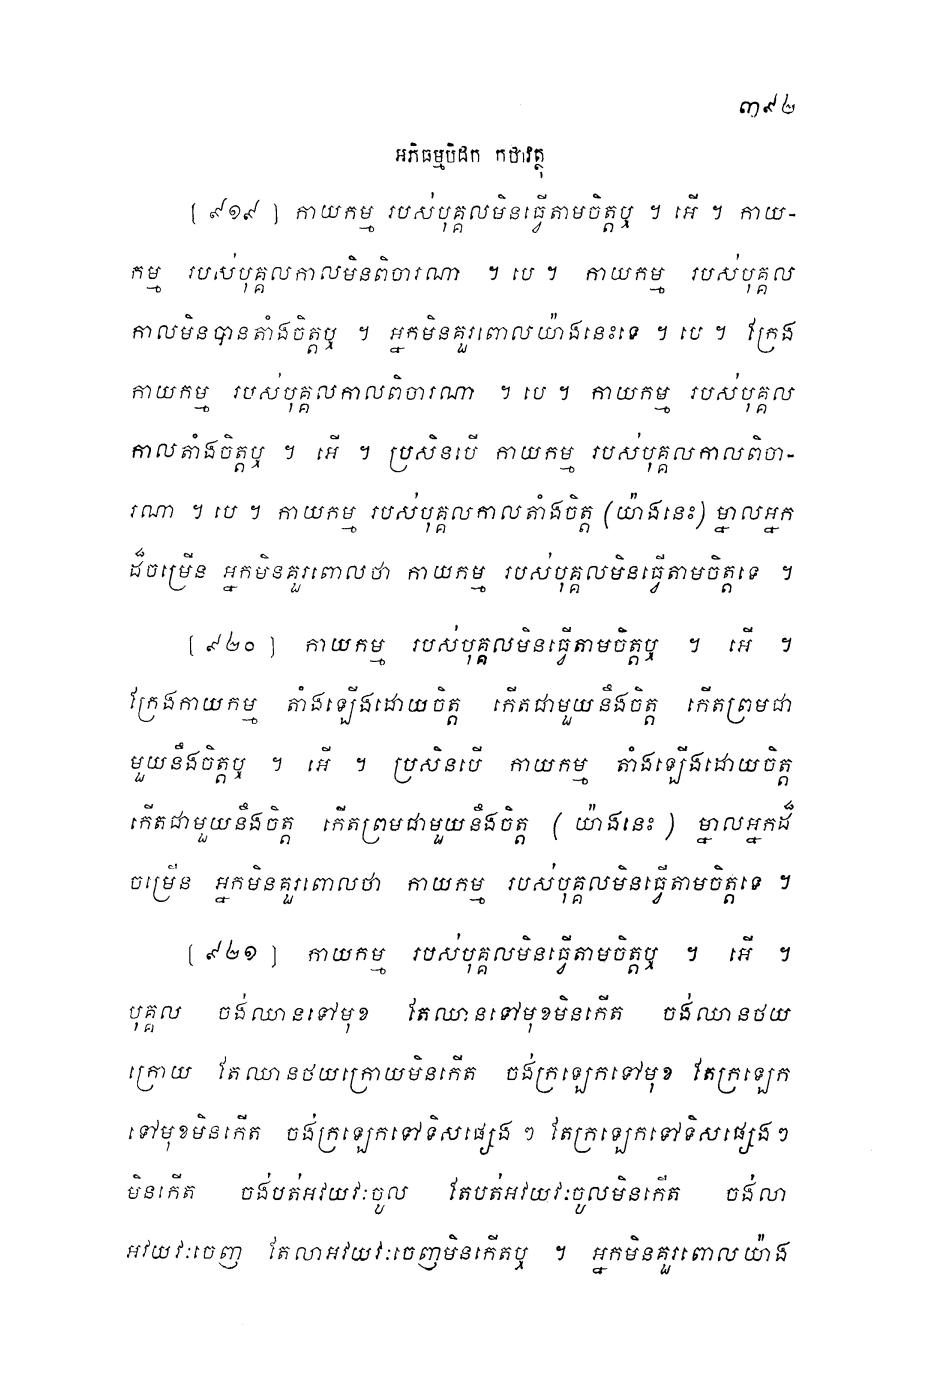 ៣៩៤
អភិធម្មបិដក កថាវត្ថុ
[ ៩១៩ ] កាយកម្ម របស់បុគ្គលមិនធ្វើតាមចិត្តឬ ។ អើ ។ កាយ-
កម្ម របស់បុគ្គលកាលមិនពិចារណា ។ បេ ។ កាយកម្ម របស់បុគ្គល
កាលមិនបានតាំងចិត្តឬ ។ អ្នកមិនគួរពោលយ៉ាងនេះទេ ។ បេ ។ ក្រែង
កាយកម្ម របស់បុគ្គលកាលពិចារណា ។ បេ ។ កាយកម្ម របស់បុគ្គល
កាលតាំងចិត្តឬ ។ អើ ។ ប្រសិនបើ កាយកម្ម របស់បុគ្គលកាលពិចា-
រណា ។ បេ ។ កាយកម្ម របស់បុគ្គលកាលតាំងចិត្ត (យ៉ាងនេះ) ម្នាលអ្នក
ដ៏ចម្រើន អ្នកមិនគួរពោលថា កាយកម្ម របស់បុគ្គលមិនធ្វើតាមចិត្តទេ ។
[ ៩២០ ] កាយកម្ម របស់បុគ្គលមិនធ្វើតាមចិត្តឬ ។ អើ ។
ក្រែងកាយកម្ម តាំងឡើងដោយចិត្ត កើតជាមួយនឹងចិត្ត កើតព្រមជា
មួយនឹងចិត្តឬ ។ អើ ។ ប្រសិនបើ កាយកម្ម តាំងឡើងដោយចិត្ត
កើតជាមួយនឹងចិត្ត កើតព្រមជាមួយនឹងចិត្ត ( យ៉ាងនេះ ) ម្នាលអ្នកដ៏
ចម្រើន អ្នកមិនគួរពោលថា កាយកម្ម របស់បុគ្គលមិនធ្វើតាមចិត្តទេ ។
[ ៩២១ ] កាយកម្ម របស់បុគ្គលមិនធ្វើតាមចិត្តឬ ។ អើ ។
បុគ្គល ចង់ឈានទៅមុខ តែឈានទៅមុខមិនកើត ចង់ឈានថយ
ក្រោយ តែឈានថយក្រោយមិនកើត ចង់ក្រឡេកទៅមុខ តែក្រឡេក
ទៅមុខមិនកើត ចង់ក្រឡេកទៅទិសផ្សេង ៗ តែក្រឡេកទៅទិសផ្សេងៗ
មិនកើត ចង់បត់អវយវៈចូល តែបត់អវយវៈចូលមិនកើត ចង់លា
អវយវៈចេញ តែលាអវយវៈចេញមិនកើតឬ ។ អ្នកមិនគួរពោលយ៉ាង